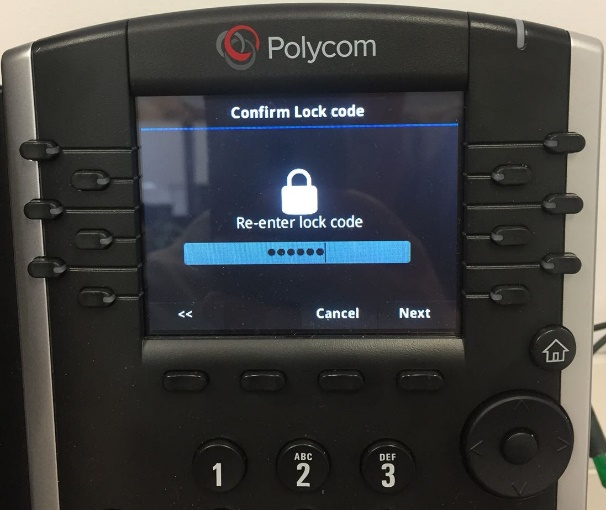 Polycom
Confirm Lock code
Re-enter lock code
••••••
<< Cancel Next
ABC DEF
1 2 3